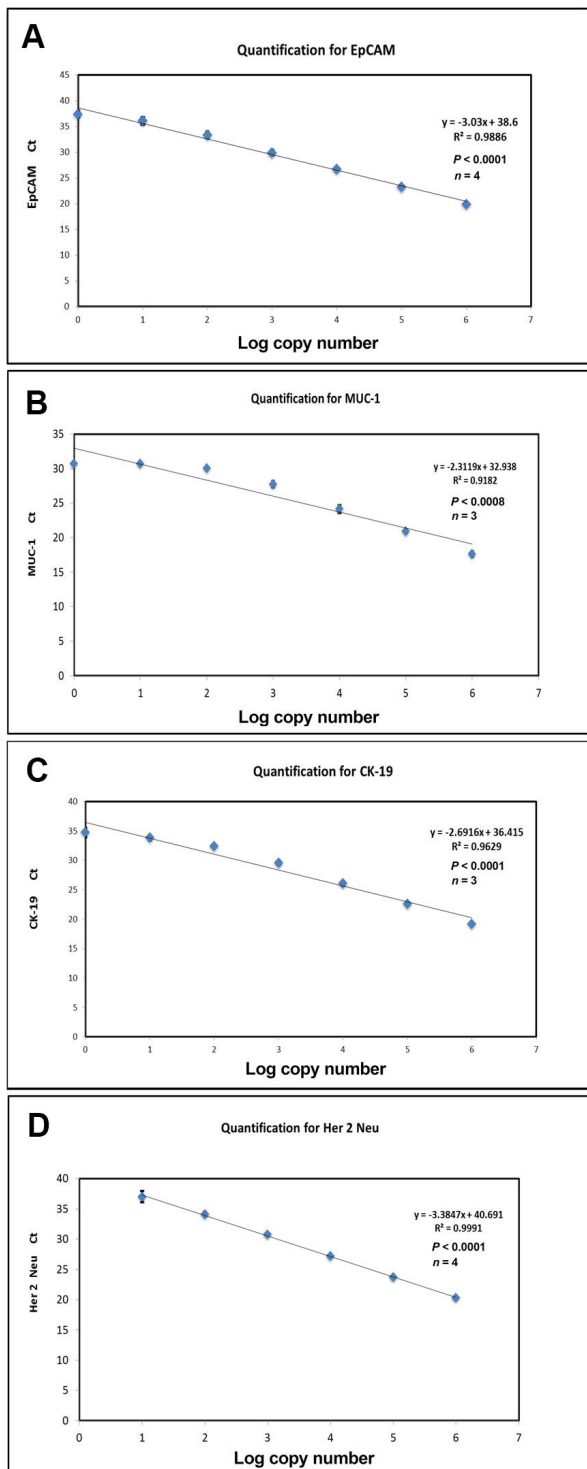 A
Quantification for EpCAM
45
40
35
30
25
20
15
10
5
0
EpCAM Ct
y = -3.03x + 38.6
R² = 0.9886
P < 0.0001
n = 4
0 1 2 3 4 5 6 7
Log copy number
B
Quantification for MUC-1
35
30
25
20
15
10
5
0
MUC-1 Ct
y = -2.3119x + 32.938
R² = 0.9182
P < 0.0008
n = 3
0 1 2 3 4 5 6 7
Log copy number
C
Quantification for CK-19
40
35
30
25
20
15
10
5
0
CK-19 Ct
y = -2.6916x + 36.415
R² = 0.9629
P < 0.0001
n = 3
0 1 2 3 4 5 6 7
Log copy number
D
Quantification for Her 2 Neu
40
35
30
25
20
15
10
5
0
Her 2 Neu Ct
y = -3.3847x + 40.691
R² = 0.9991
P < 0.0001
n = 4
0 1 2 3 4 5 6 7
Log copy number